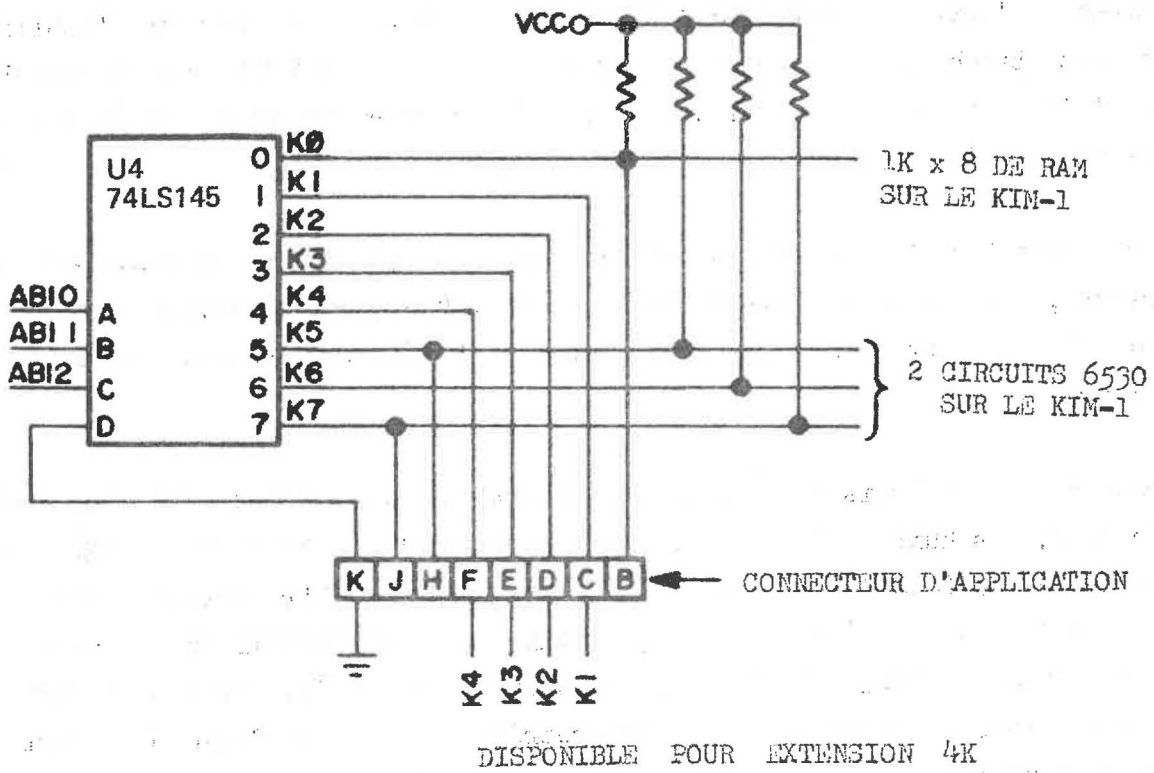 VCC
U4
74LS145
0 KØ
1 K1
2 K2
3 K3
4 K4
5 K5
6 K6
7 K7
AB10 A
AB11 B
AB12 C
D
1K x 8 DE RAM
SUR LE KIM-1
2 CIRCUITS 6530
SUR LE KIM-1
K J H F E D C B
CONNECTEUR D'APPLICATION
K4 K3 K2 K1
DISPONIBLE POUR EXTENSION 4K